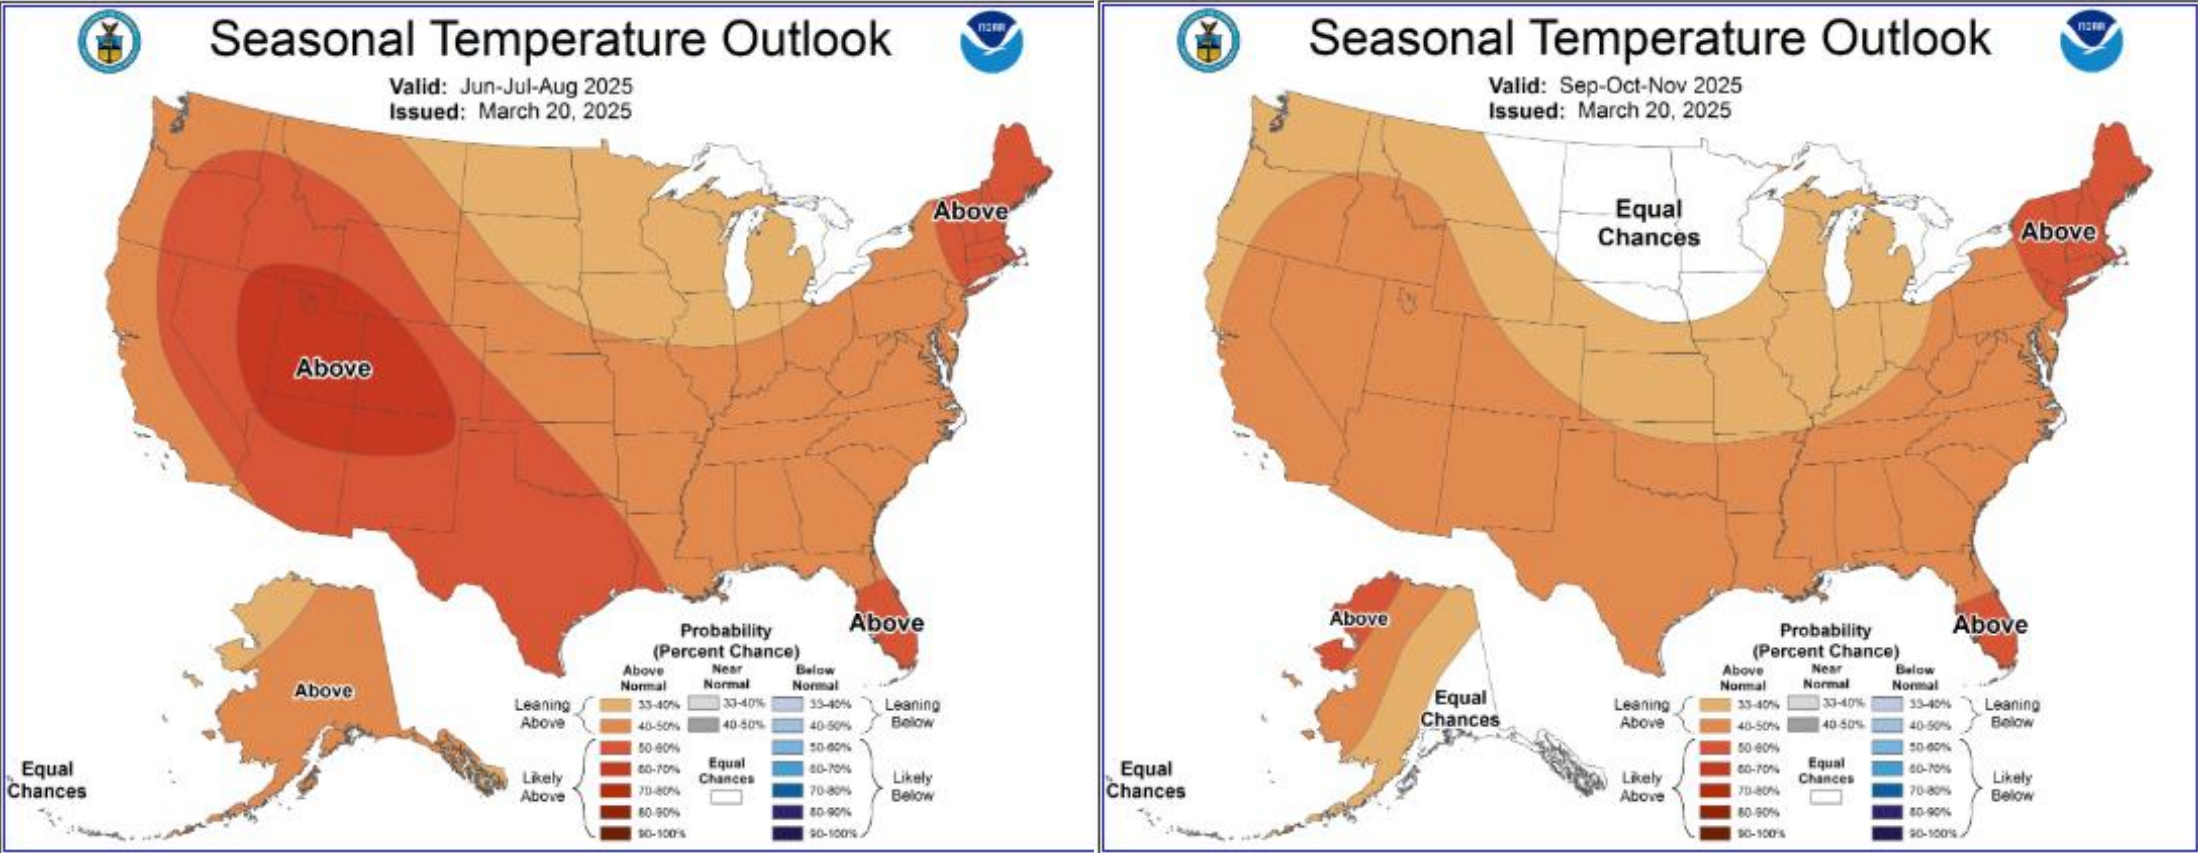 Seasonal Temperature Outlook
NOAA
Valid: Jun-Jul-Aug 2025
Issued: March 20, 2025
Above
Above
Above
Above
Equal
Chances
Probability
(Percent Chance)
Above
Normal
Near
Normal
Below
Normal
Leaning
Above
33-40%
40-50%
33-40%
40-50%
33-40%
40-50%
Leaning
Below
Likely
Above
50-60%
60-70%
70-80%
80-90%
90-100%
Equal
Chances
50-60%
60-70%
70-80%
80-90%
90-100%
Likely
Below
Seasonal Temperature Outlook
NOAA
Valid: Sep-Oct-Nov 2025
Issued: March 20, 2025
Equal
Chances
Above
Above
Above
Equal
Chances
Equal
Chances
Probability
(Percent Chance)
Above
Normal
Near
Normal
Below
Normal
Leaning
Above
33-40%
40-50%
33-40%
40-50%
33-40%
40-50%
Leaning
Below
Likely
Above
50-60%
60-70%
70-80%
80-90%
90-100%
Equal
Chances
50-60%
60-70%
70-80%
80-90%
90-100%
Likely
Below